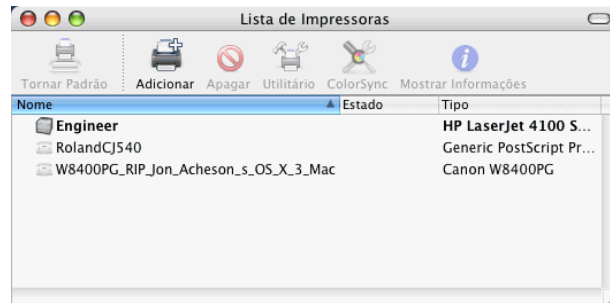 Lista de Impressoras
Tornar Padrão Adicionar Apagar Utilitário ColorSync Mostrar Informações
Nome Estado Tipo
Engineer HP LaserJet 4100 S...
RolandCJ540 Generic PostScript Pr...
W8400PG_RIP_Jon_Acheson_s_OS_X_3_Mac Canon W8400PG